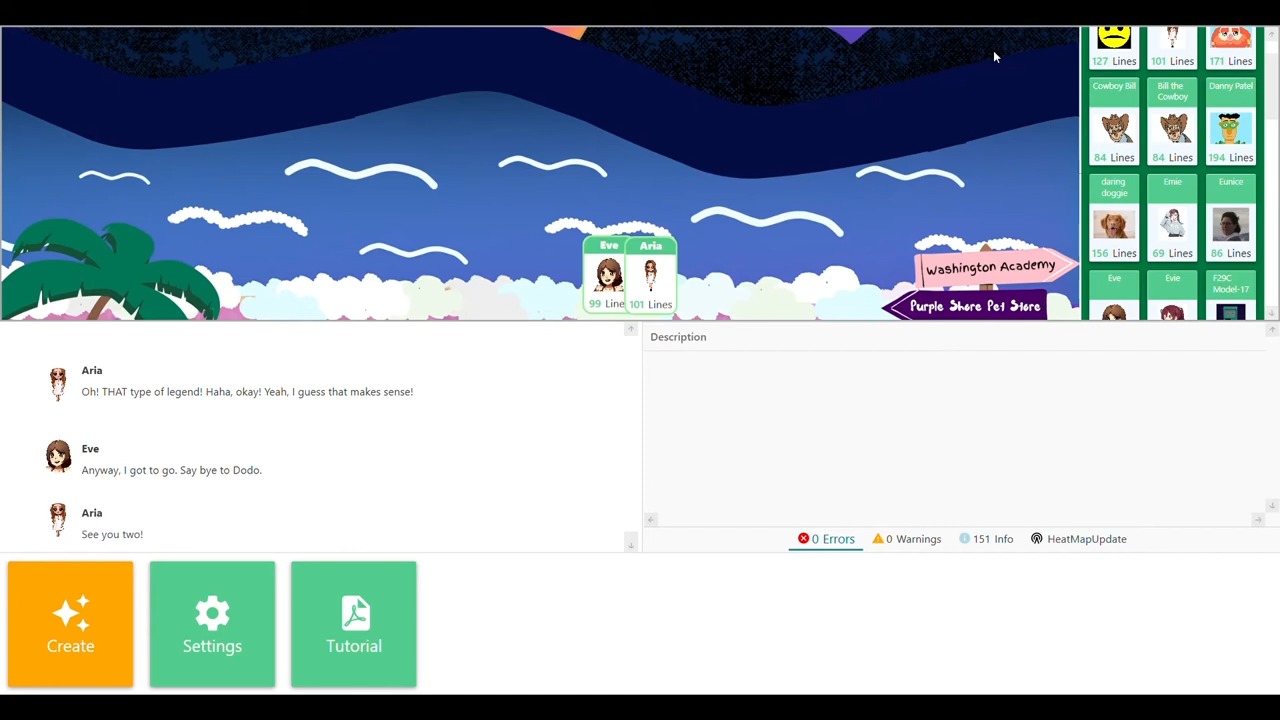 127 Lines
101 Lines
171 Lines
Cowboy Bill
Bill the
Cowboy
Danny Patel
84 Lines
84 Lines
194 Lines
daring
doggie
Emie
Eunice
156 Lines
69 Lines
86 Lines
Eve
Evie
F29C
Model-17
Eve
Aria
99 Line
101 Lines
Washington Academy
Purple Shore Pet Store
Aria
Oh! THAT type of legend! Haha, okay! Yeah, I guess that makes sense!
Eve
Anyway, I got to go. Say bye to Dodo.
Aria
See you two!
Description
0 Errors
0 Warnings
151 Info
HeatMapUpdate
Create
Settings
Tutorial